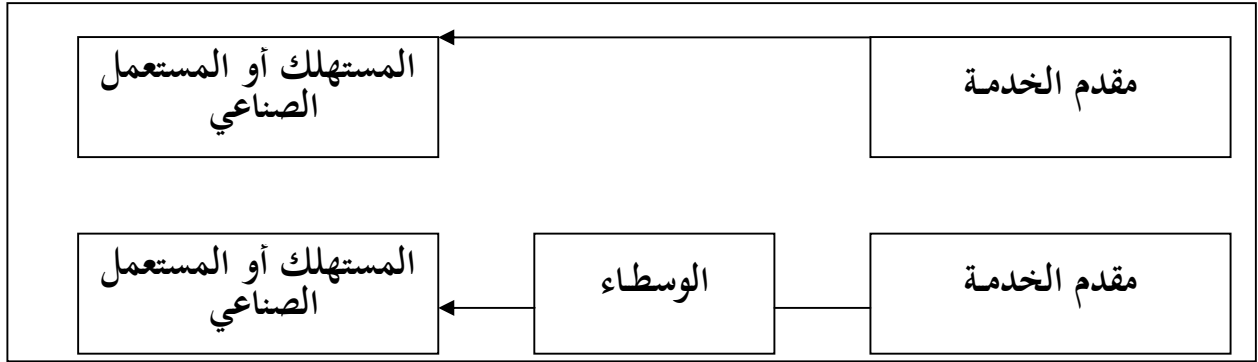 مقدم الخدمة
المستهلك أو المستعمل
الصناعي
مقدم الخدمة
الوسطاء
المستهلك أو المستعمل
الصناعي